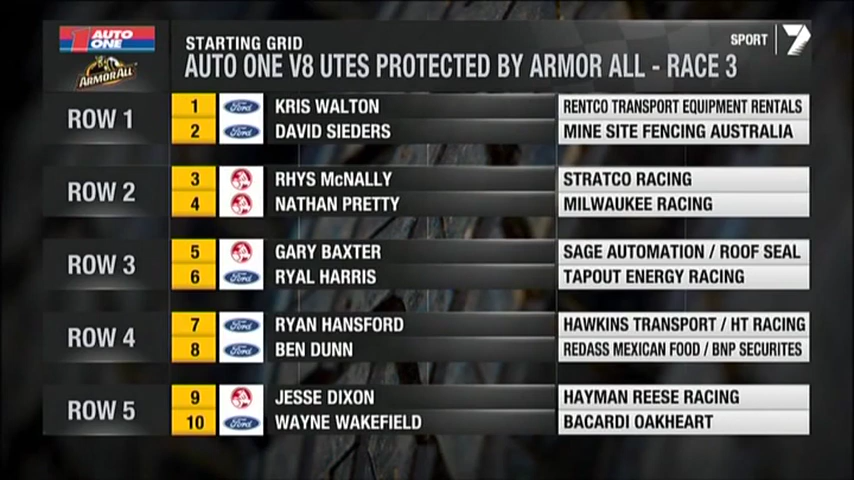 1 AUTO ONE
ARMOR ALL
STARTING GRID
AUTO ONE V8 UTES PROTECTED BY ARMOR ALL - RACE 3
SPORT 7
ROW 1
1 Ford KRIS WALTON RENTCO TRANSPORT EQUIPMENT RENTALS
2 Ford DAVID SIEDERS MINE SITE FENCING AUSTRALIA
ROW 2
3 RHYS McNALLY STRATCO RACING
4 NATHAN PRETTY MILWAUKEE RACING
ROW 3
5 GARY BAXTER SAGE AUTOMATION / ROOF SEAL
6 Ford RYAL HARRIS TAPOUT ENERGY RACING
ROW 4
7 Ford RYAN HANSFORD HAWKINS TRANSPORT / HT RACING
8 Ford BEN DUNN REDASS MEXICAN FOOD / BNP SECURITES
ROW 5
9 JESSE DIXON HAYMAN REESE RACING
10 Ford WAYNE WAKEFIELD BACARDI OAKHEART